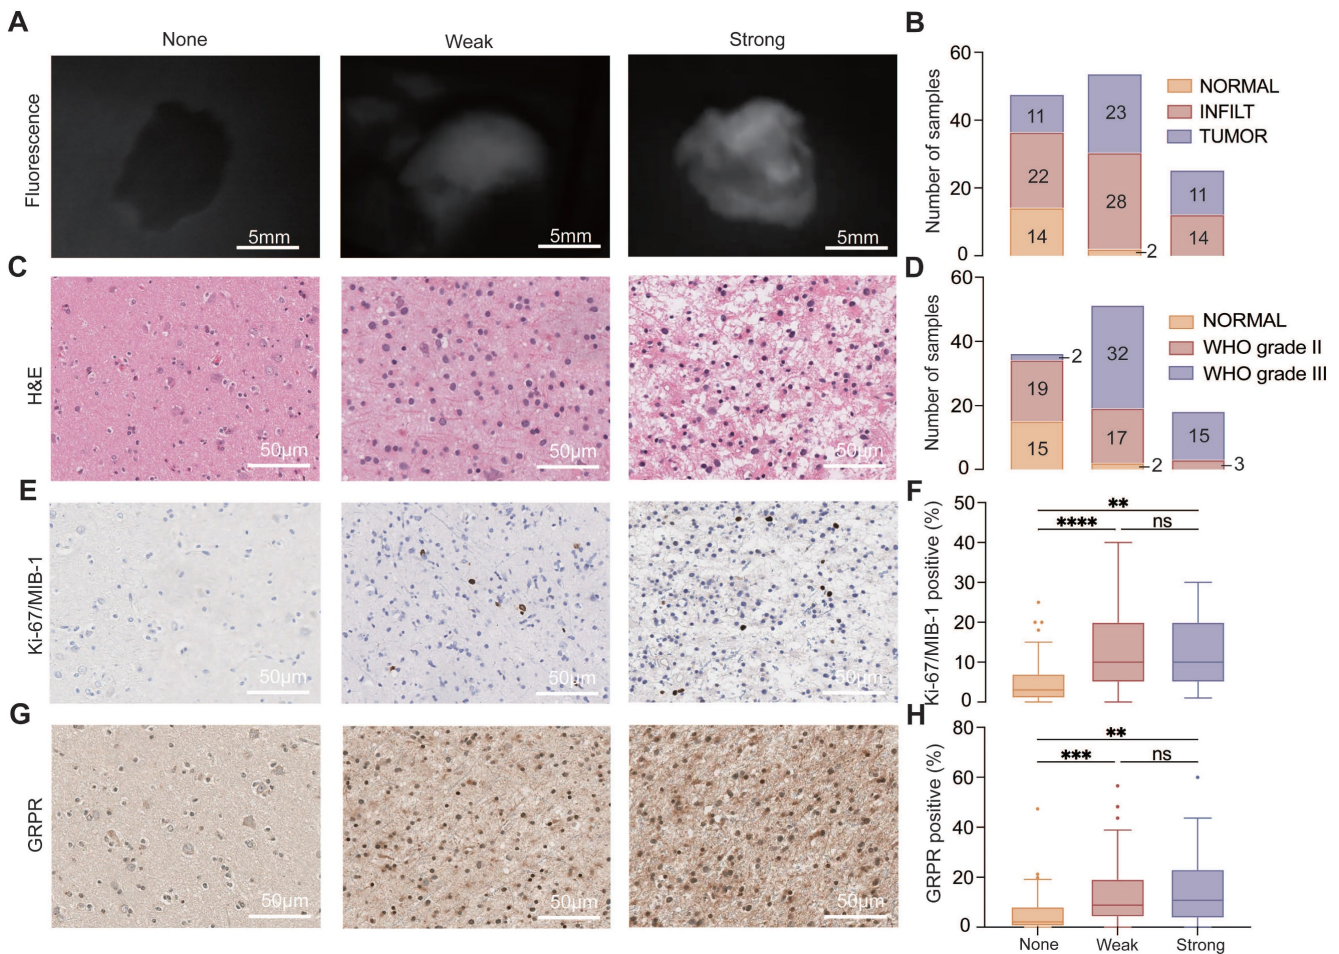 A
None
Weak
Strong
Fluorescence
5mm
5mm
5mm
B
Number of samples
60
40
20
0
11
22
14
23
28
2
11
14
NORMAL
INFILT
TUMOR
C
H&E
50µm
50µm
50µm
D
Number of samples
60
40
20
0
2
19
15
32
17
2
15
3
NORMAL
WHO grade II
WHO grade III
E
Ki-67/MIB-1
50µm
50µm
50µm
F
Ki-67/MIB-1 positive (%)
50
40
30
20
10
0
**
****
ns
G
GRPR
50µm
50µm
50µm
H
GRPR positive (%)
80
60
40
20
0
**
***
ns
None
Weak
Strong